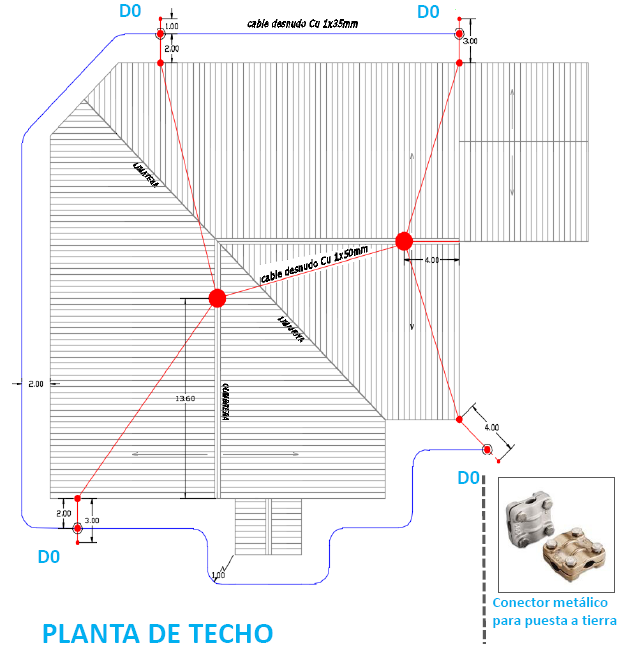 D0
D0
1.00
cable desnudo Cu 1x35mm
2.00
3.00
LIMATERA
cable desnudo Cu 1x50mm
4.00
LIMAHOYA
2.00
13.60
CUMBRERA
4.00
D0
2.00
3.00
D0
1.00
Conector metálico
para puesta a tierra
PLANTA DE TECHO